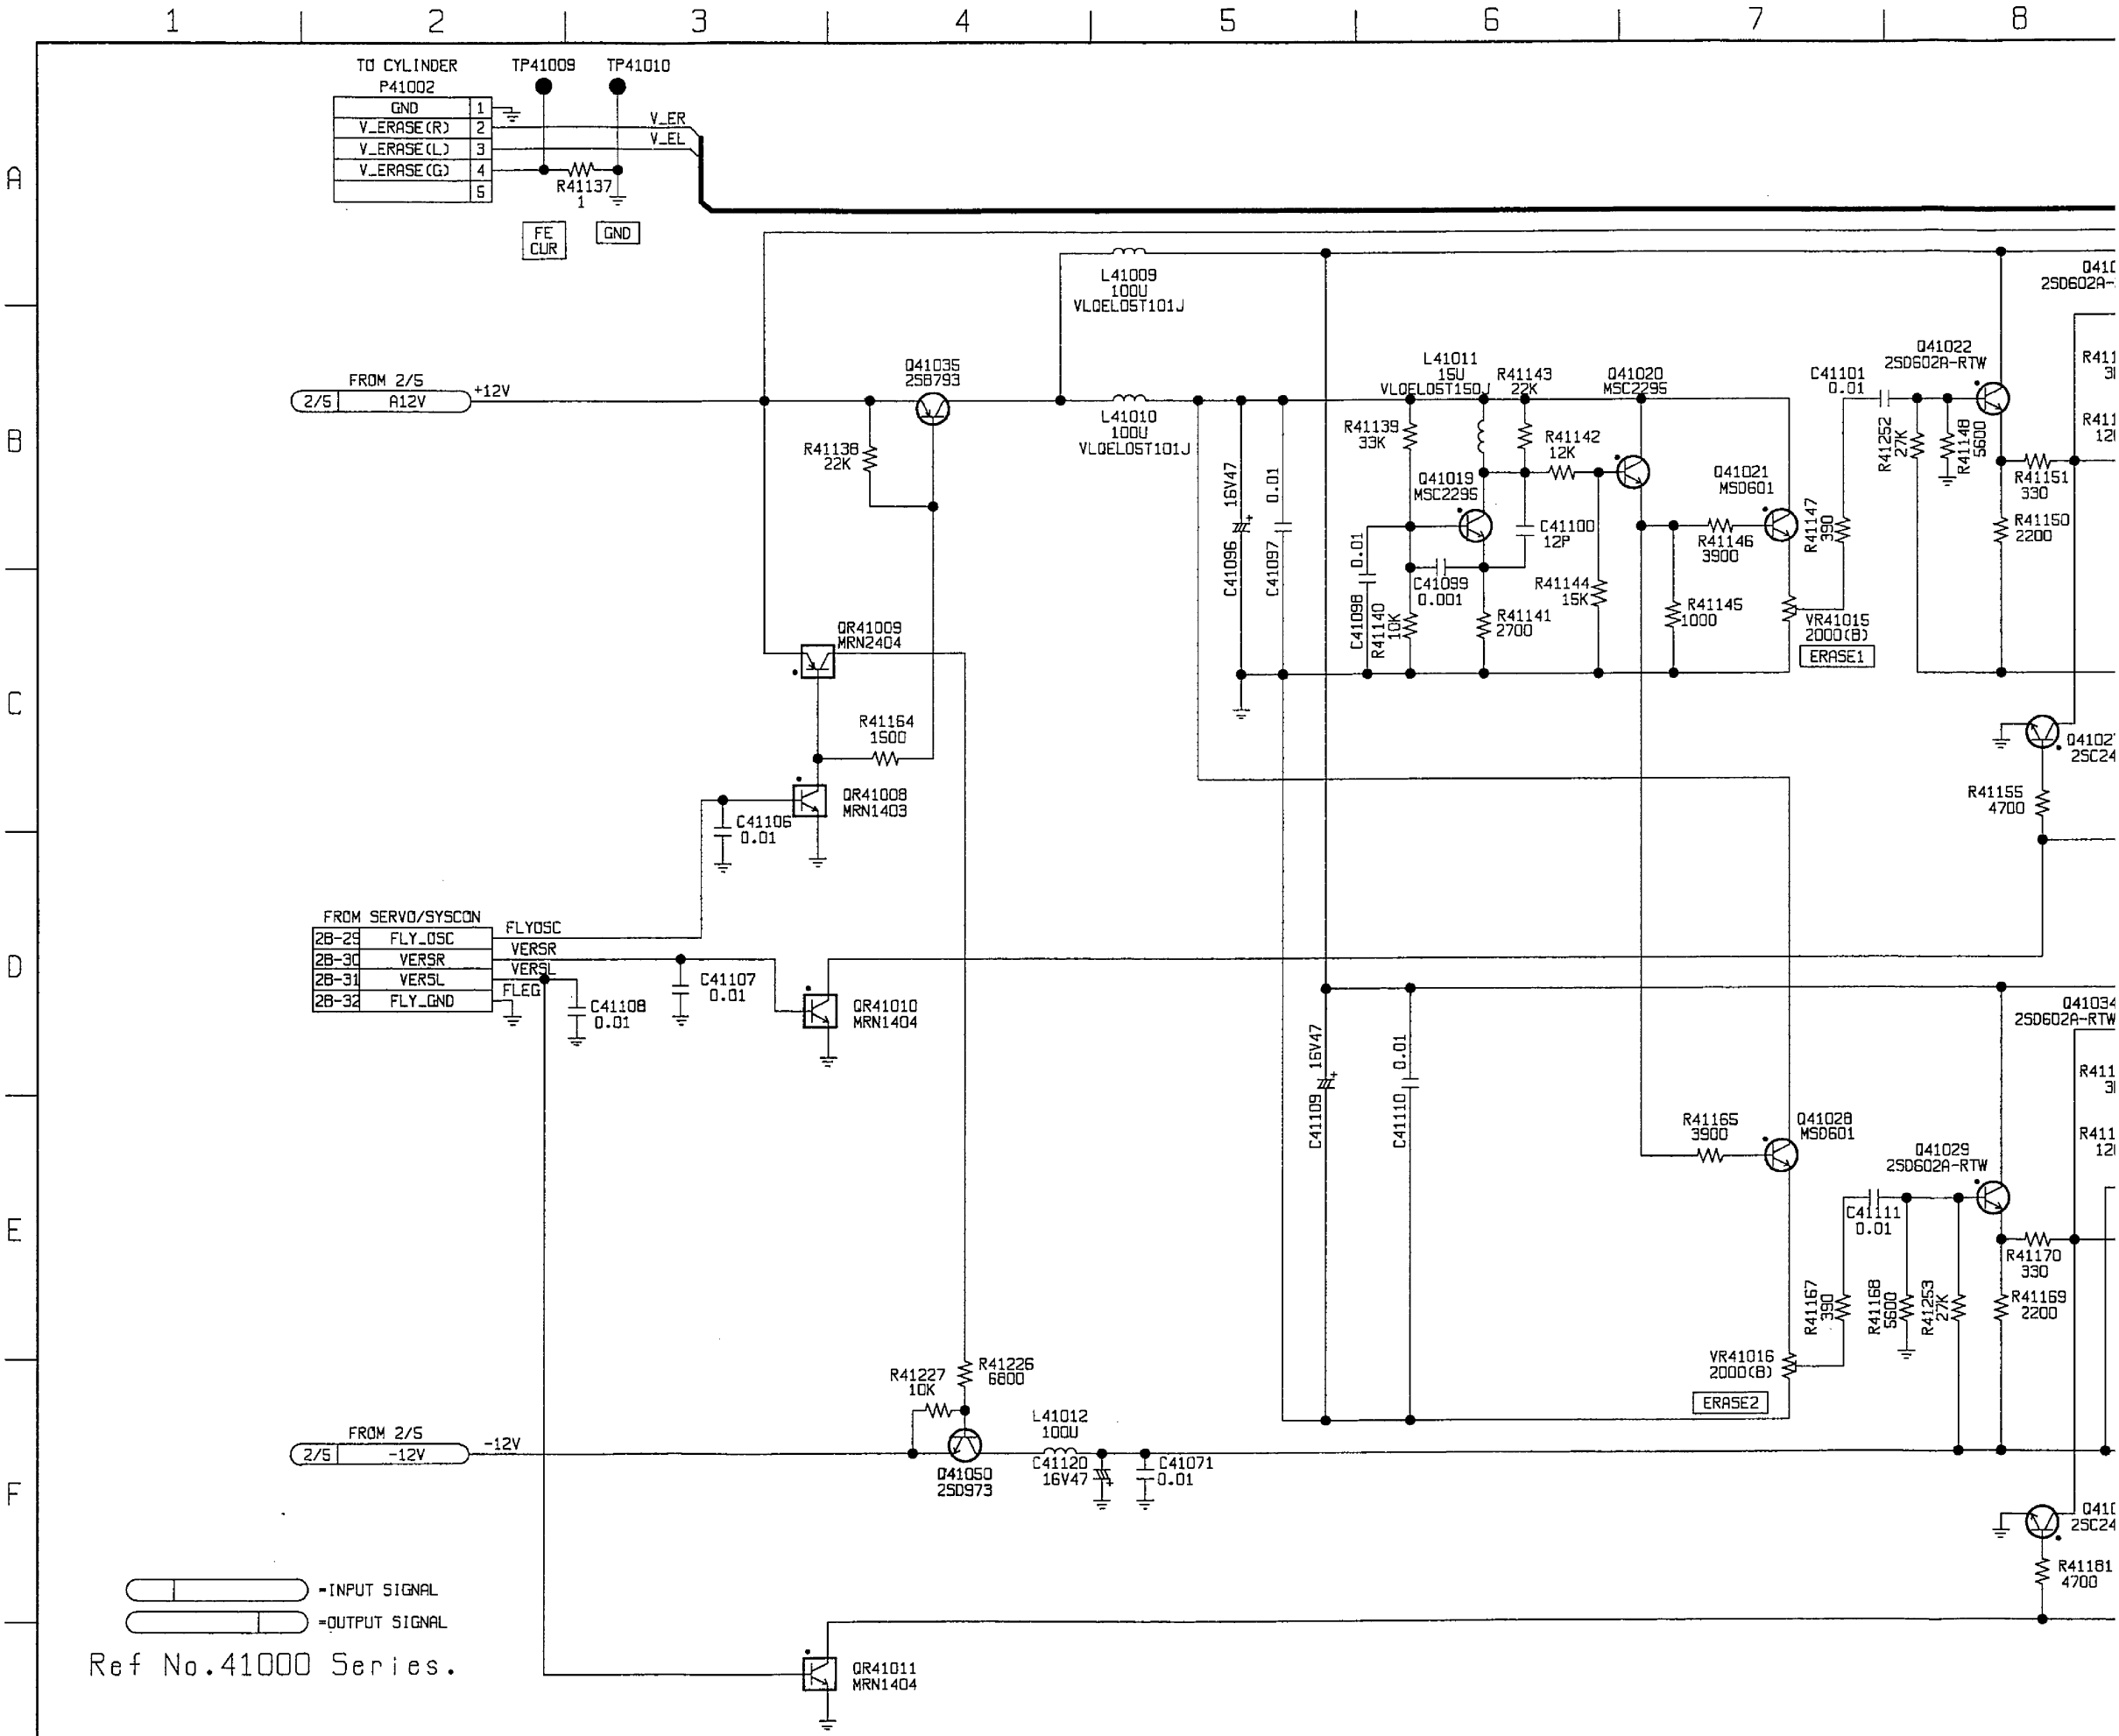 1 2 3 4 5 6 7 8
A
B
C
D
E
F
TO CYLINDER
P41002
GND 1
V_ERASE(R) 2
V_ERASE(L) 3
V_ERASE(G) 4
5
TP41009
TP41010
V_ER
V_EL
R41137
1
FE
CUR
GND
L41009
100U
VLQEL05T101J
2SD602A-
FROM 2/5
2/5 A12V
+12V
Q41035
2SB793
R41138
22K
L41010
100U
VLQEL05T101J
L41011
15U
VLQEL05T150J
R41143
22K
Q41020
MSC2295
R41139
33K
R41142
12K
Q41019
MSC2295
Q41021
MSD601
C41101
0.01
Q41022
2SD602A-RTW
R41252
27K
R41148
5600
R41151
330
R41150
2200
C41096 16V47
C41097 0.01
C41098 0.01
C41099
0.001
C41100
12P
R41140
10K
R41141
2700
R41144
15K
R41146
3900
R41145
1000
R41147
390
VR41015
2000(B)
ERASE1
QR41009
MRN2404
R41164
1500
QR41008
MRN1403
C41106
0.01
2SC24
R41155
4700
FROM SERVO/SYSCON
2B-29 FLY_OSC
2B-30 VERSR
2B-31 VERSL
2B-32 FLY_GND
FLYOSC
VERSR
VERSL
FLEG
C41108
0.01
C41107
0.01
QR41010
MRN1404
Q41034
2SD602A-RTW
C41109 16V47
C41110 0.01
R41165
3900
Q41028
MSD601
Q41029
2SD602A-RTW
C41111
0.01
R41170
330
R41169
2200
R41167
390
R41168
5600
R41253
27K
VR41016
2000(B)
ERASE2
R41227
10K
R41226
6800
FROM 2/5
2/5 -12V
-12V
Q41050
2SD973
L41012
100U
C41120
16V47
C41071
0.01
2SC24
R41181
4700
=INPUT SIGNAL
=OUTPUT SIGNAL
Ref No.41000 Series.
QR41011
MRN1404